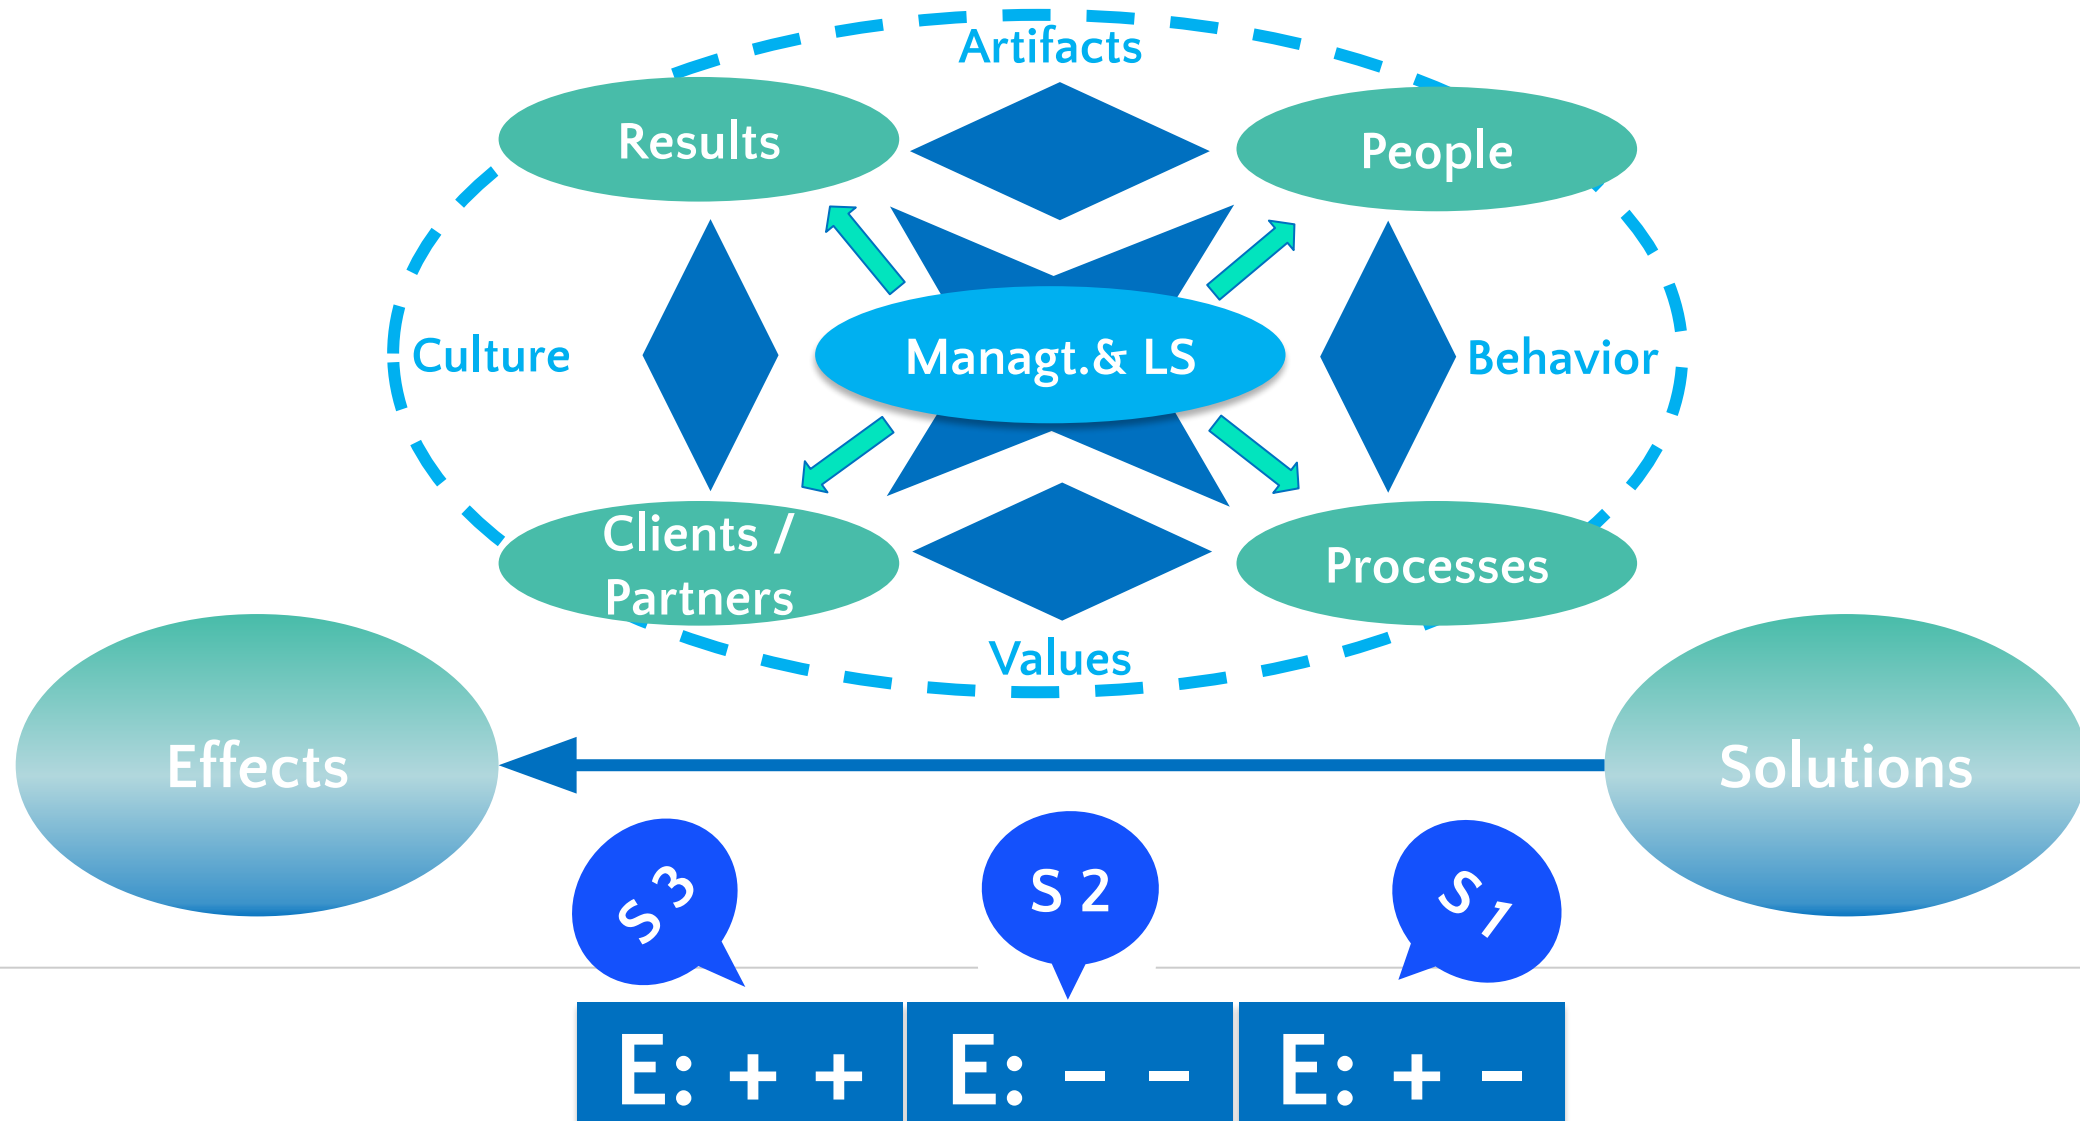 Artifacts
Results
People
Culture
Managt.& LS
Behavior
Clients /
Partners
Processes
Values
Effects
Solutions
S 3
S 2
S 1
E: + +
E: – –
E: + –